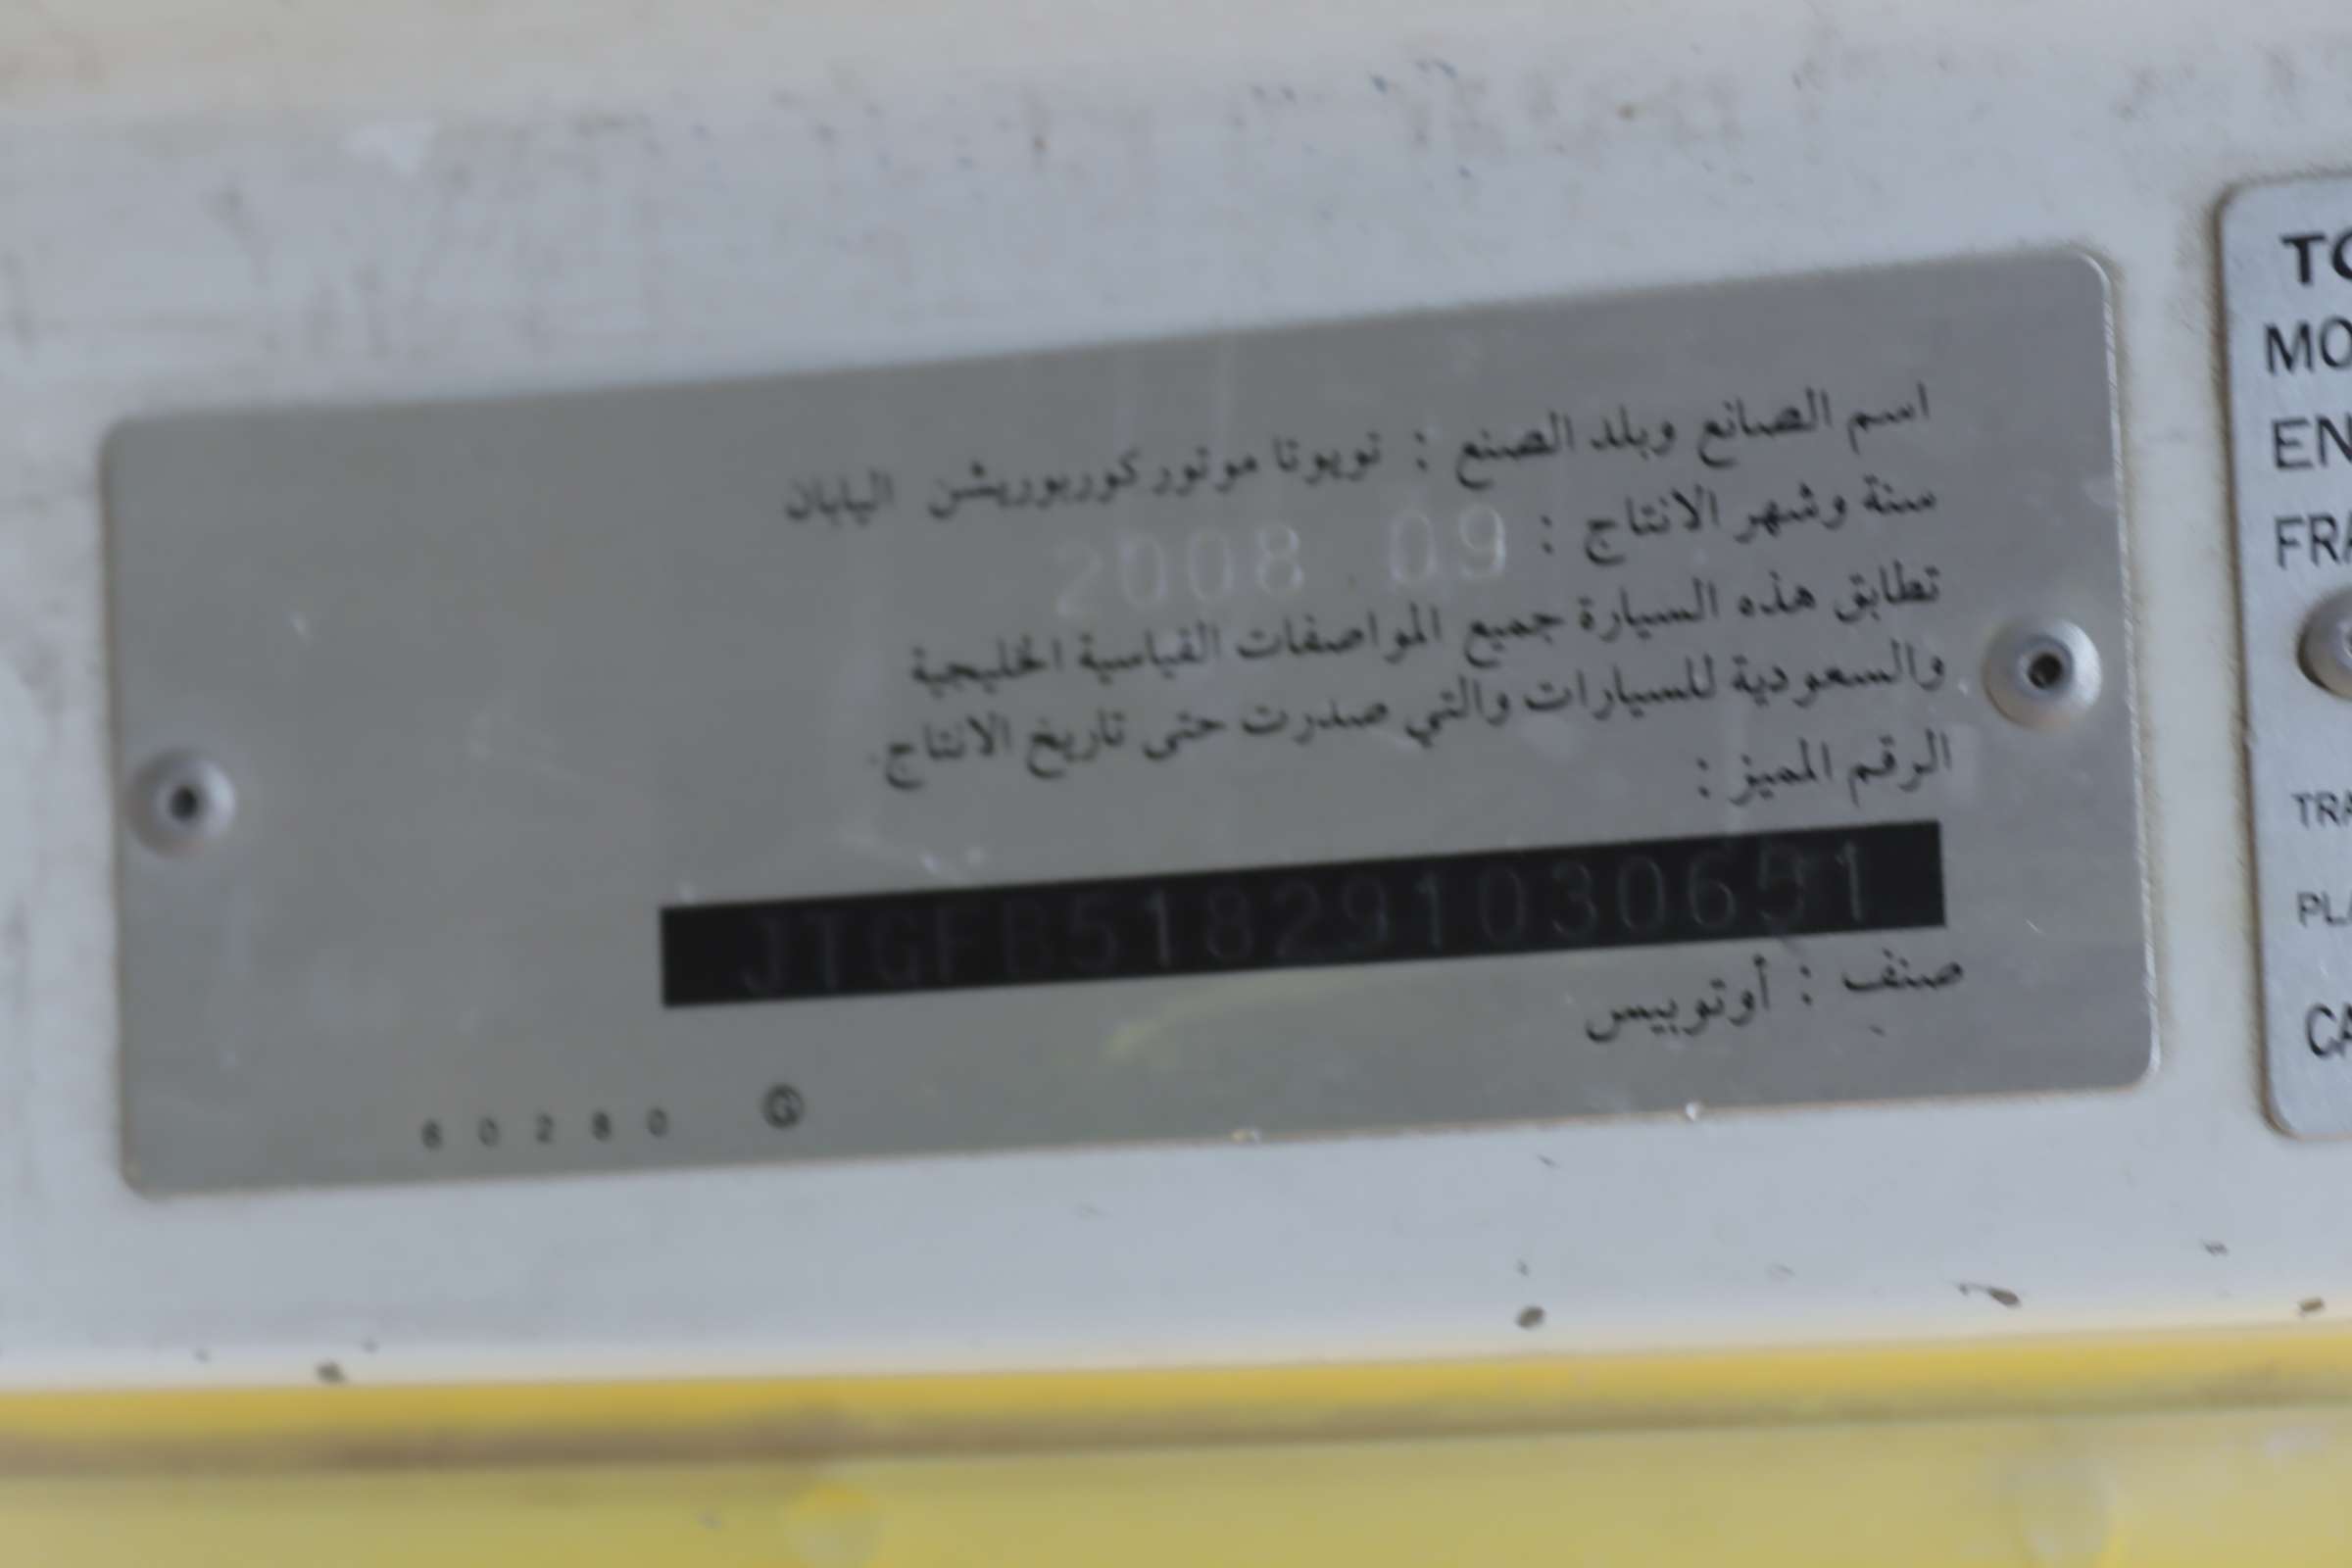 اسم الصانع وبلد الصنع : تويوتا موتور كوربوريشن اليابان
سنة وشهر الانتاج : 2008 09
تطابق هذه السيارة جميع المواصفات القياسية الخليجية
والسعودية للسيارات والتي صدرت حتى تاريخ الانتاج.
الرقم المميز :
صنف : أوتوبيس
60280 G
TO
MO
EN
FRA
TRA
PLA
CA